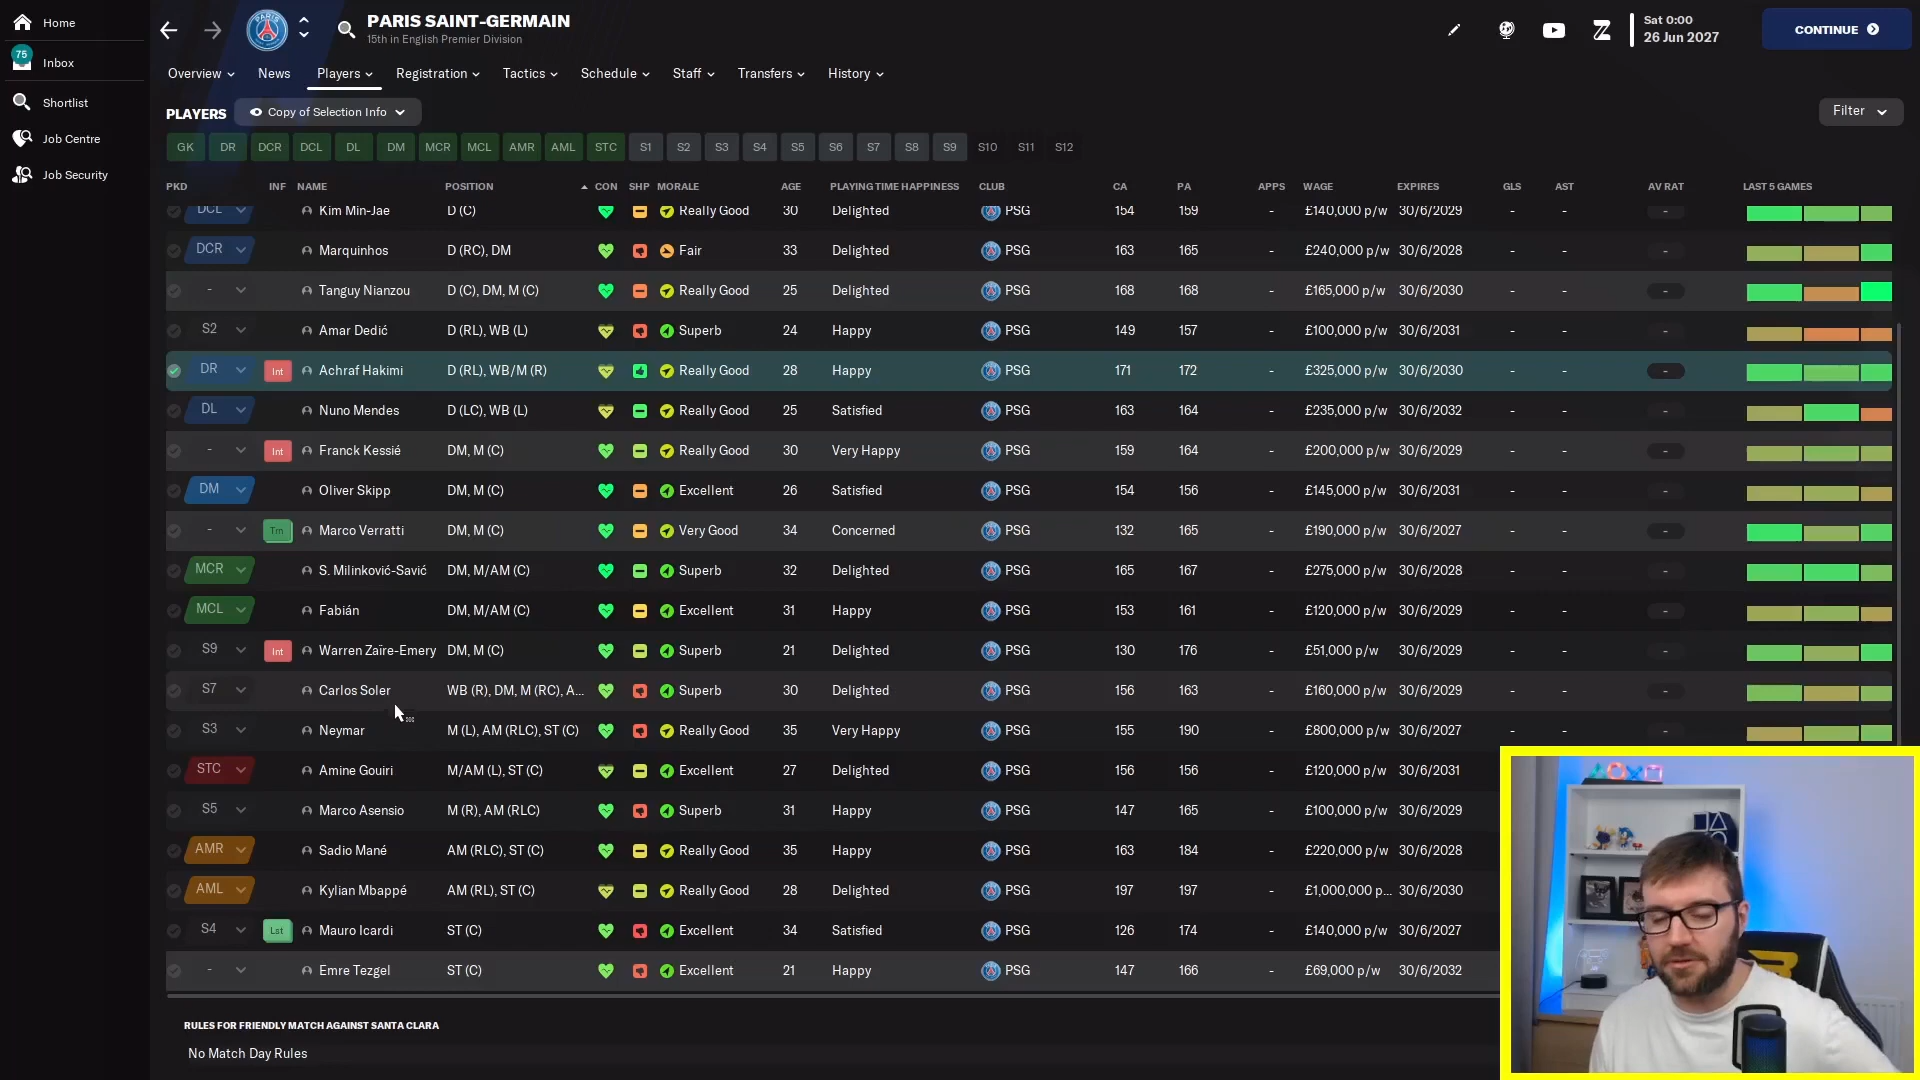 Home
75
Inbox
Shortlist
Job Centre
Job Security
PARIS SAINT-GERMAIN
15th in English Premier Division
Sat 0:00
26 Jun 2027
CONTINUE
Overview News Players Registration Tactics Schedule Staff Transfers History
PLAYERS Copy of Selection Info Filter
GK DR DCR DCL DL DM MCR MCL AMR AML STC S1 S2 S3 S4 S5 S6 S7 S8 S9 S10 S11 S12
PKD INF NAME POSITION CON SHP MORALE AGE PLAYING TIME HAPPINESS CLUB CA PA APPS WAGE EXPIRES GLS AST AV RAT LAST 5 GAMES
DCL Kim Min-Jae D (C) Really Good 30 Delighted PSG 154 159 - £140,000 p/w 30/6/2029 - - -
DCR Marquinhos D (RC), DM Fair 33 Delighted PSG 163 165 - £240,000 p/w 30/6/2028 - - -
- Tanguy Nianzou D (C), DM, M (C) Really Good 25 Delighted PSG 168 168 - £165,000 p/w 30/6/2030 - - -
S2 Amar Dedić D (RL), WB (L) Superb 24 Happy PSG 149 157 - £100,000 p/w 30/6/2031 - - -
DR Int Achraf Hakimi D (RL), WB/M (R) Really Good 28 Happy PSG 171 172 - £325,000 p/w 30/6/2030 - - -
DL Nuno Mendes D (LC), WB (L) Really Good 25 Satisfied PSG 163 164 - £235,000 p/w 30/6/2032 - - -
- Int Franck Kessié DM, M (C) Really Good 30 Very Happy PSG 159 164 - £200,000 p/w 30/6/2029 - - -
DM Oliver Skipp DM, M (C) Excellent 26 Satisfied PSG 154 156 - £145,000 p/w 30/6/2031 - - -
- Trn Marco Verratti DM, M (C) Very Good 34 Concerned PSG 132 165 - £190,000 p/w 30/6/2027 - - -
MCR S. Milinković-Savić DM, M/AM (C) Superb 32 Delighted PSG 165 167 - £275,000 p/w 30/6/2028 - - -
MCL Fabián DM, M/AM (C) Excellent 31 Happy PSG 153 161 - £120,000 p/w 30/6/2029 - - -
S9 Int Warren Zaïre-Emery DM, M (C) Superb 21 Delighted PSG 130 176 - £51,000 p/w 30/6/2029 - - -
S7 Carlos Soler WB (R), DM, M (RC), A... Superb 30 Delighted PSG 156 163 - £160,000 p/w 30/6/2029 - - -
S3 Neymar M (L), AM (RLC), ST (C) Really Good 35 Very Happy PSG 155 190 - £800,000 p/w 30/6/2027 - - -
STC Amine Gouiri M/AM (L), ST (C) Excellent 27 Delighted PSG 156 156 - £120,000 p/w 30/6/2031
S5 Marco Asensio M (R), AM (RLC) Superb 31 Happy PSG 147 165 - £100,000 p/w 30/6/2029
AMR Sadio Mané AM (RLC), ST (C) Really Good 35 Happy PSG 163 184 - £220,000 p/w 30/6/2028
AML Kylian Mbappé AM (RL), ST (C) Really Good 28 Delighted PSG 197 197 - £1,000,000 p... 30/6/2030
S4 Lst Mauro Icardi ST (C) Excellent 34 Satisfied PSG 126 174 - £140,000 p/w 30/6/2027
- Emre Tezgel ST (C) Excellent 21 Happy PSG 147 166 - £69,000 p/w 30/6/2032
RULES FOR FRIENDLY MATCH AGAINST SANTA CLARA
No Match Day Rules